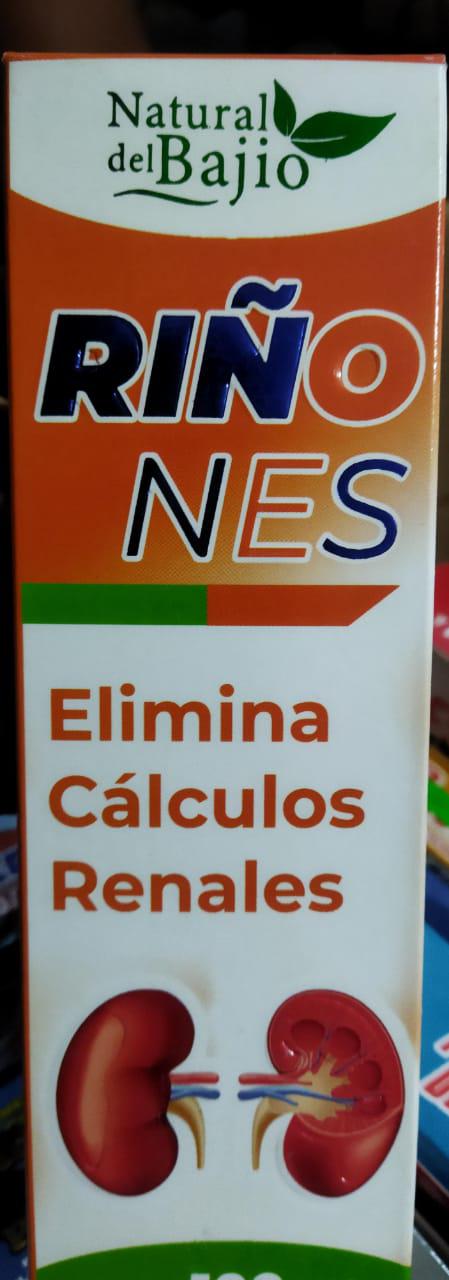 Natural
del Bajio
RIÑO
NES
Elimina
Cálculos
Renales